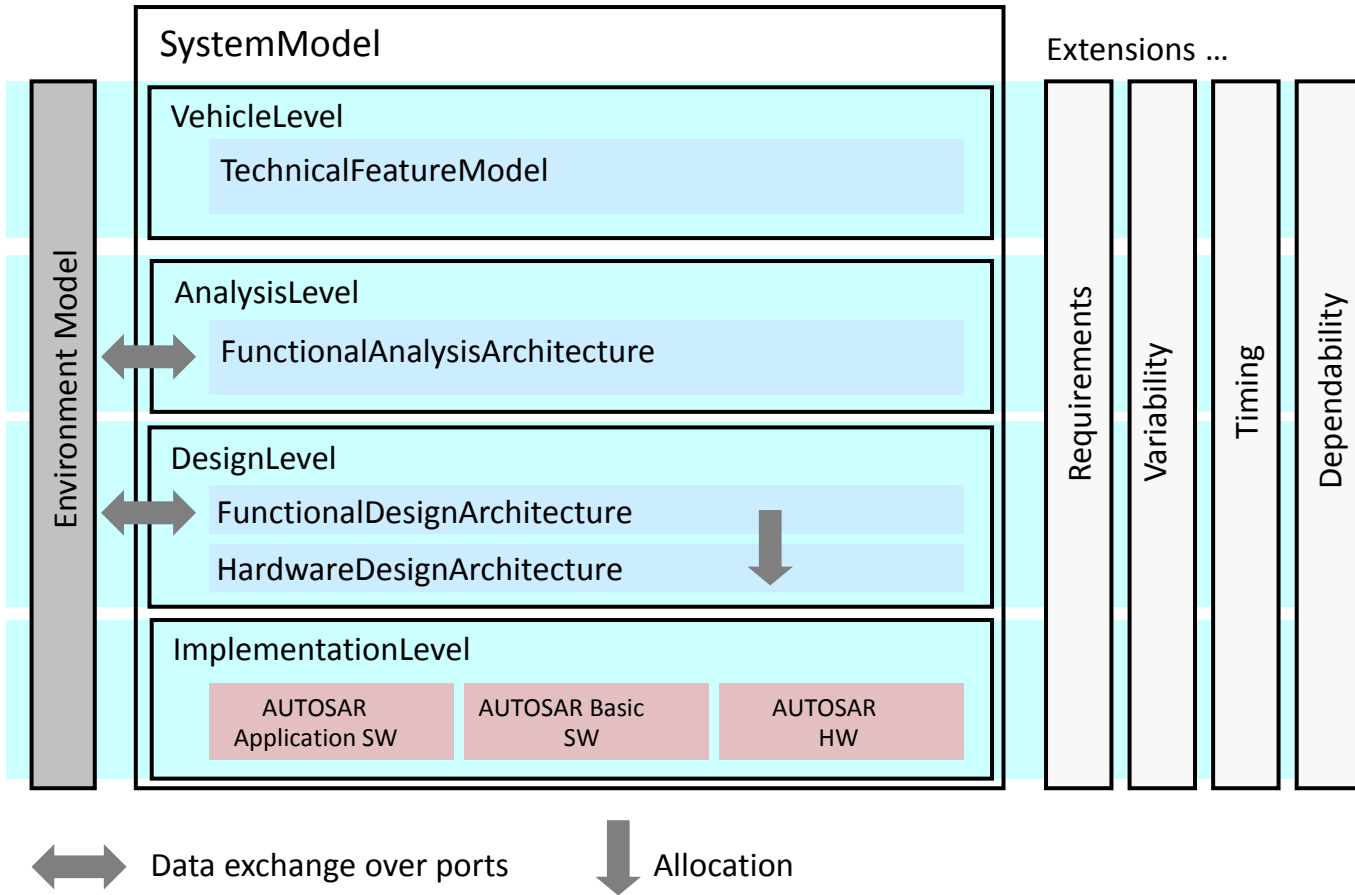 SystemModel
Extensions ...
VehicleLevel
TechnicalFeatureModel
AnalysisLevel
FunctionalAnalysisArchitecture
DesignLevel
FunctionalDesignArchitecture
HardwareDesignArchitecture
ImplementationLevel
AUTOSAR
Application SW
AUTOSAR Basic
SW
AUTOSAR
HW
Environment Model
Requirements
Variability
Timing
Dependability
Data exchange over ports
Allocation